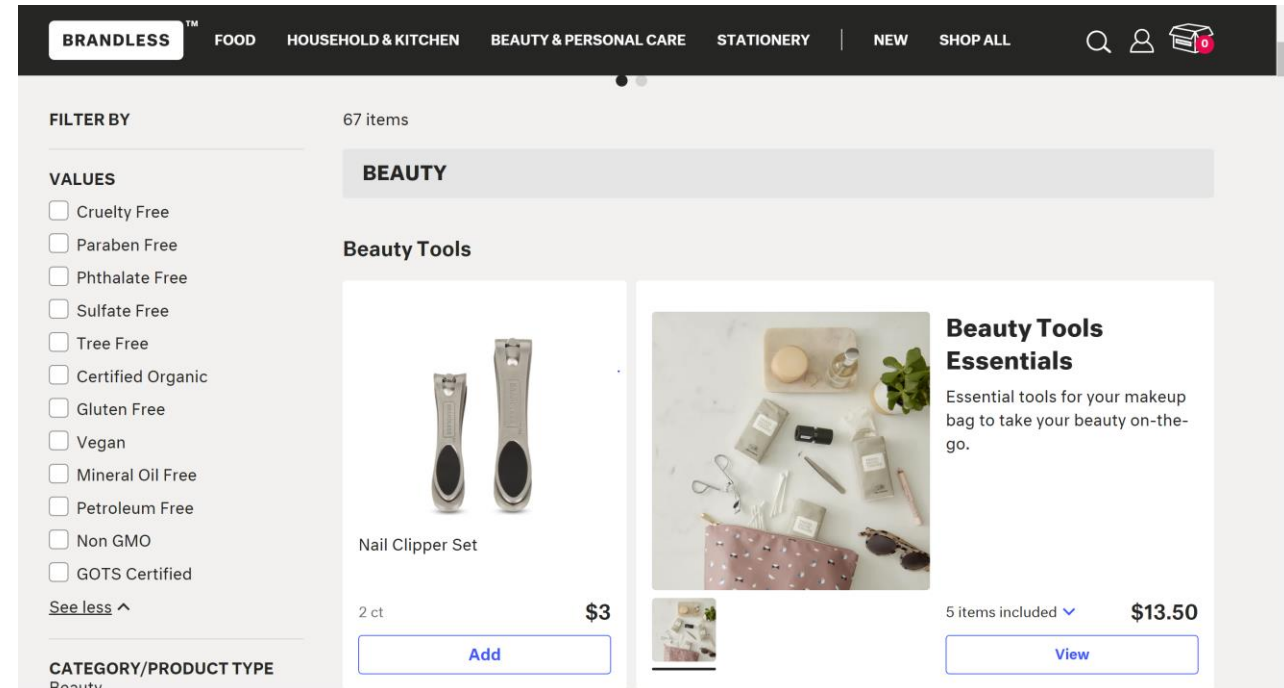 BRANDLESS
TM
FOOD
HOUSEHOLD & KITCHEN
BEAUTY & PERSONAL CARE
STATIONERY
NEW
SHOP ALL
0
FILTER BY
VALUES
Cruelty Free
Paraben Free
Phthalate Free
Sulfate Free
Tree Free
Certified Organic
Gluten Free
Vegan
Mineral Oil Free
Petroleum Free
Non GMO
GOTS Certified
See less
CATEGORY/PRODUCT TYPE
Beauty
67 items
BEAUTY
Beauty Tools
Nail Clipper Set
2 ct
$3
Add
Beauty Tools
Essentials
Essential tools for your makeup
bag to take your beauty on-the-
go.
5 items included
$13.50
View